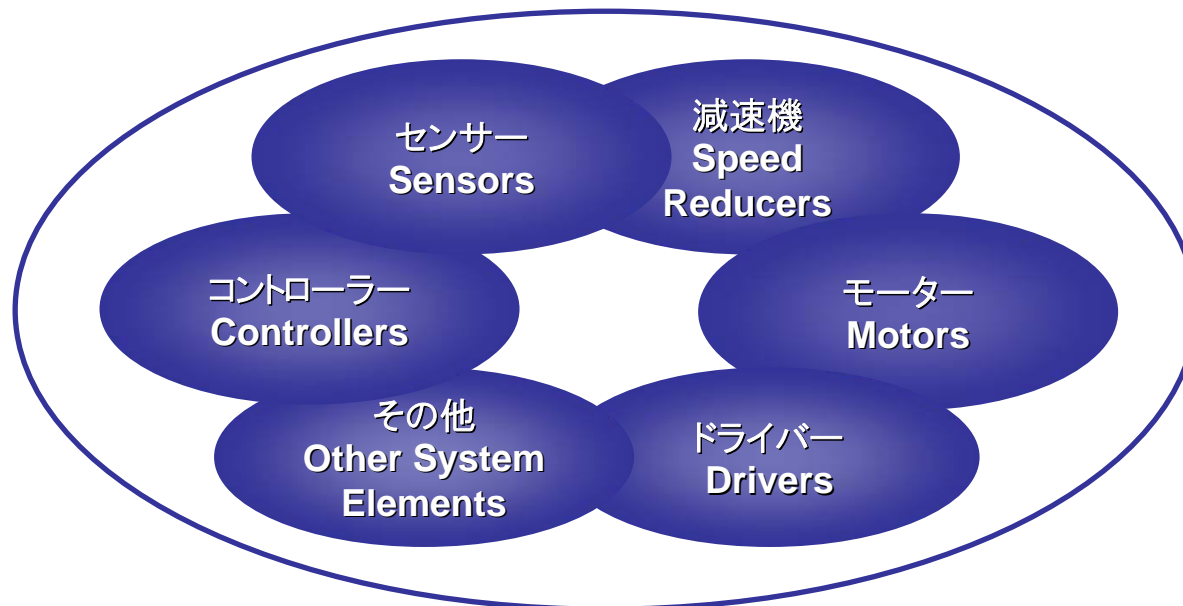 センサー
Sensors
減速機
Speed
Reducers
コントローラー
Controllers
モーター
Motors
その他
Other System
Elements
ドライバー
Drivers